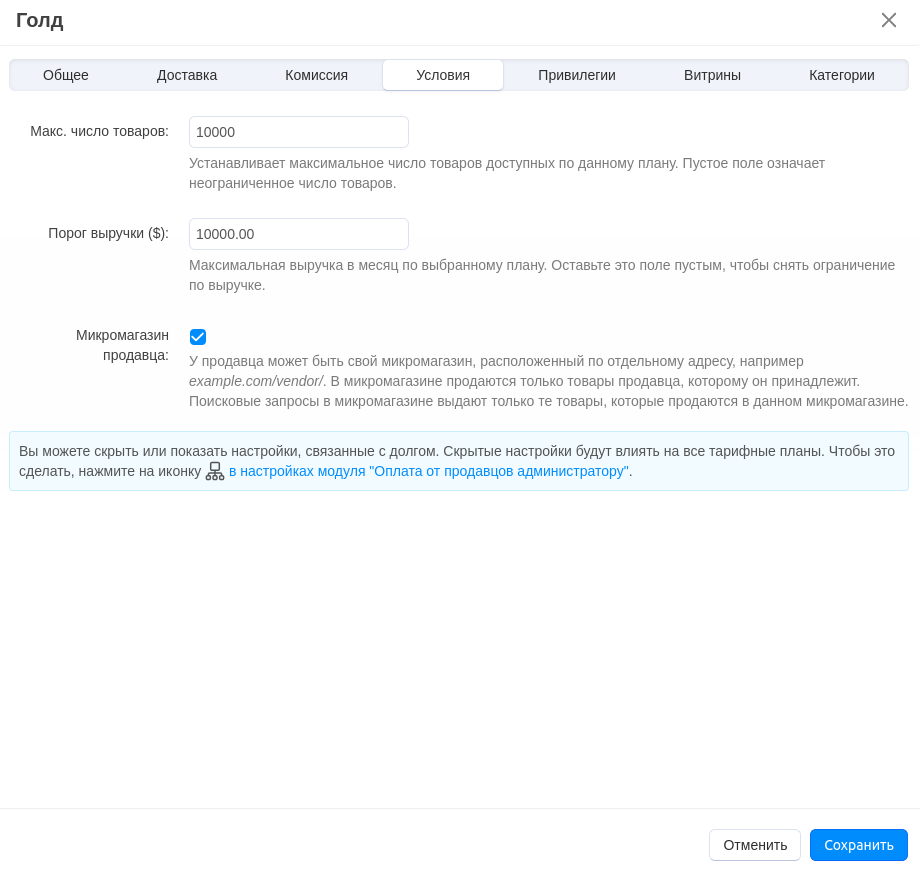 Голд
Общее Доставка Комиссия Условия Привилегии Витрины Категории
Макс. число товаров: 10000
Устанавливает максимальное число товаров доступных по данному плану. Пустое поле означает
неограниченное число товаров.
Порог выручки ($): 10000.00
Максимальная выручка в месяц по выбранному плану. Оставьте это поле пустым, чтобы снять ограничение
по выручке.
Микромагазин
продавца:
У продавца может быть свой микромагазин, расположенный по отдельному адресу, например
example.com/vendor/. В микромагазине продаются только товары продавца, которому он принадлежит.
Поисковые запросы в микромагазине выдают только те товары, которые продаются в данном микромагазине.
Вы можете скрыть или показать настройки, связанные с долгом. Скрытые настройки будут влиять на все тарифные планы. Чтобы это
сделать, нажмите на иконку в настройках модуля "Оплата от продавцов администратору".
Отменить Сохранить